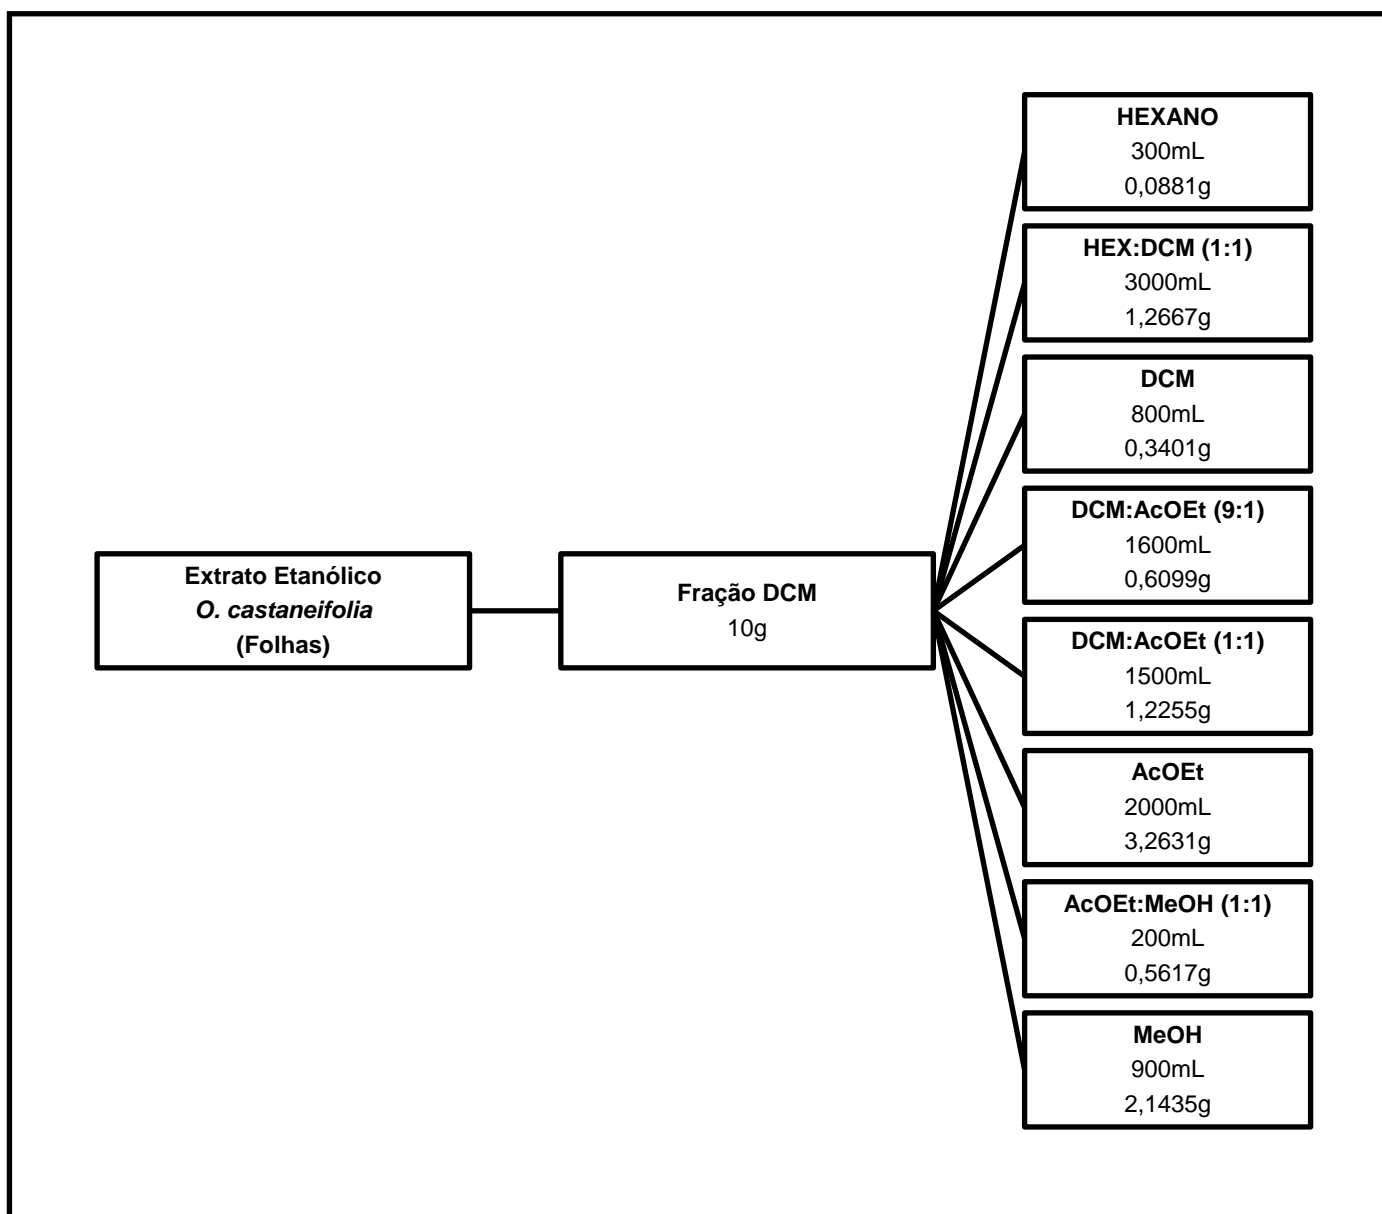 Extrato Etanólico
O. castaneifolia
(Folhas)
Fração DCM
10g
HEXANO
300mL
0,0881g
HEX:DCM (1:1)
3000mL
1,2667g
DCM
800mL
0,3401g
DCM:AcOEt (9:1)
1600mL
0,6099g
DCM:AcOEt (1:1)
1500mL
1,2255g
AcOEt
2000mL
3,2631g
AcOEt:MeOH (1:1)
200mL
0,5617g
MeOH
900mL
2,1435g